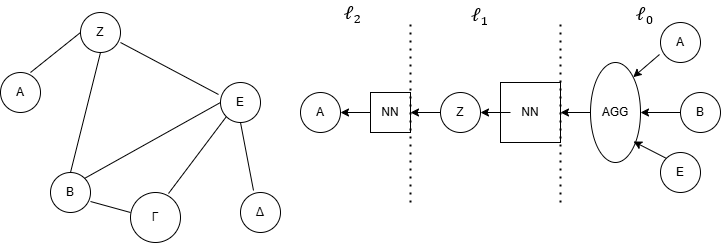 Ζ
Α
Ε
Β
Γ
Δ
ℓ₂
ℓ₁
ℓ₀
Α
NN
Ζ
NN
AGG
Α
Β
Ε